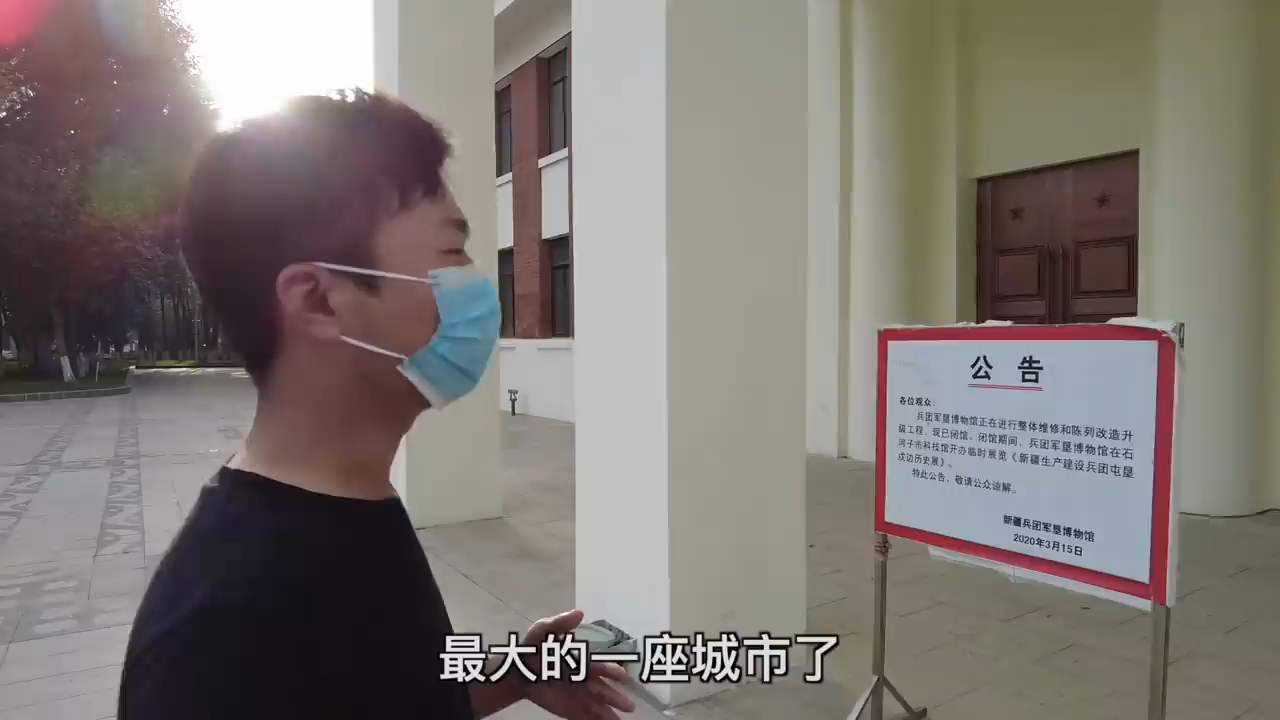 公告
各位观众：
兵团军垦博物馆正在进行整体维修和陈列改造升
级工程，现已闭馆。闭馆期间，兵团军垦博物馆在石
河子市科技馆开办临时展览《新疆生产建设兵团屯垦
戍边历史展》。
特此公告，敬请公众谅解。
新疆兵团军垦博物馆
2020年3月15日
最大的一座城市了